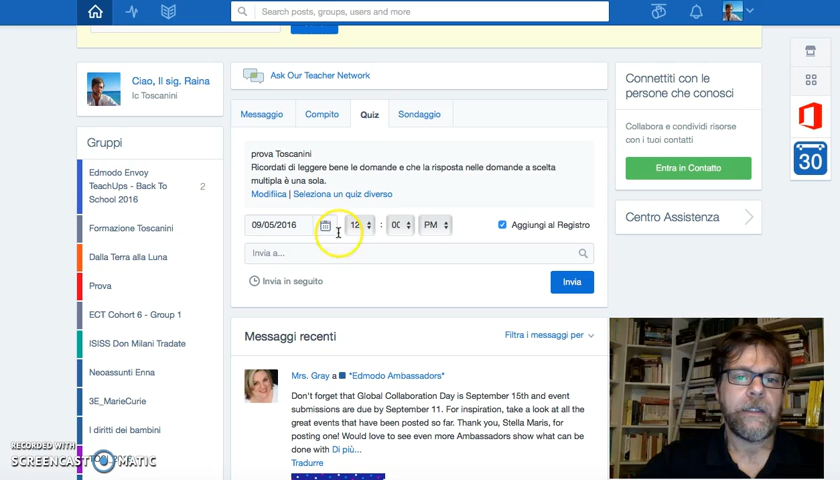 Search posts, groups, users and more
Ciao, Il sig. Raina
Ic Toscanini
Gruppi
Edmodo Envoy
TeachUps - Back To
School 2016
2
Formazione Toscanini
Dalla Terra alla Luna
Prova
ECT Cohort 6 - Group 1
ISISS Don Milani Tradate
Neoassunti Enna
3E_MarieCurie
I diritti dei bambini
Ask Our Teacher Network
Messaggio Compito Quiz Sondaggio
prova Toscanini
Ricordati di leggere bene le domande e che la risposta nelle domande a scelta
multipla è una sola.
Modifiica | Seleziona un quiz diverso
09/05/2016 12 : 00 PM Aggiungi al Registro
Invia a...
Invia in seguito Invia
Messaggi recenti Filtra i messaggi per
Mrs. Gray a *Edmodo Ambassadors*
Don't forget that Global Collaboration Day is September 15th and event
submissions are due by September 11. For inspiration, take a look at all the
great events that have been posted so far. Thank you, Stella Maris, for
posting one! Would love to see even more Ambassadors show what can be
done with Di più...
Tradurre
Connettiti con le
persone che conosci
Collabora e condividi risorse
con i tuoi contatti
Entra in Contatto
Centro Assistenza
30
RECORDED WITH
SCREENCAST MATIC